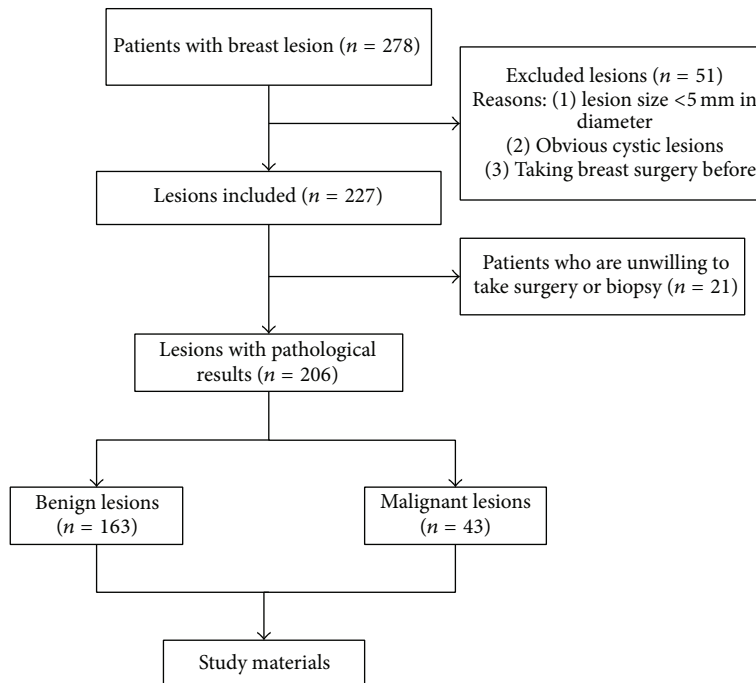 Patients with breast lesion (n = 278)
Excluded lesions (n = 51)
Reasons: (1) lesion size <5 mm in
diameter
(2) Obvious cystic lesions
(3) Taking breast surgery before
Lesions included (n = 227)
Patients who are unwilling to
take surgery or biopsy (n = 21)
Lesions with pathological
results (n = 206)
Benign lesions
(n = 163)
Malignant lesions
(n = 43)
Study materials